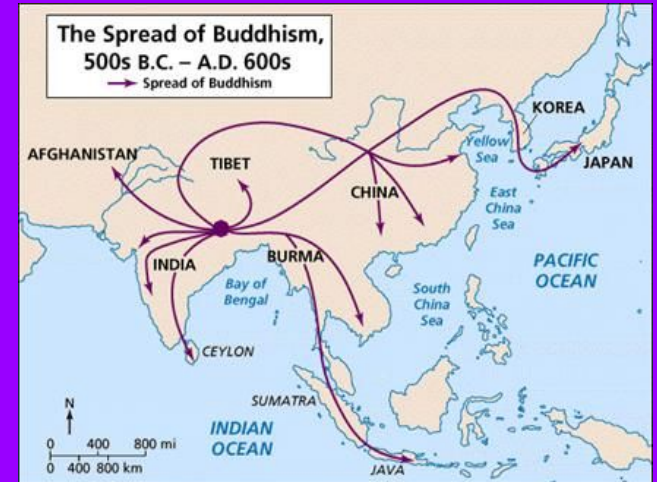 The Spread of Buddhism,
500s B.C. – A.D. 600s
Spread of Buddhism
KOREA
AFGHANISTAN
TIBET
Yellow
Sea
JAPAN
CHINA
East
China
Sea
INDIA
BURMA
PACIFIC
OCEAN
Bay of
Bengal
South
China
Sea
CEYLON
SUMATRA
N
INDIAN
OCEAN
0 400 800 mi
0 400 800 km
JAVA